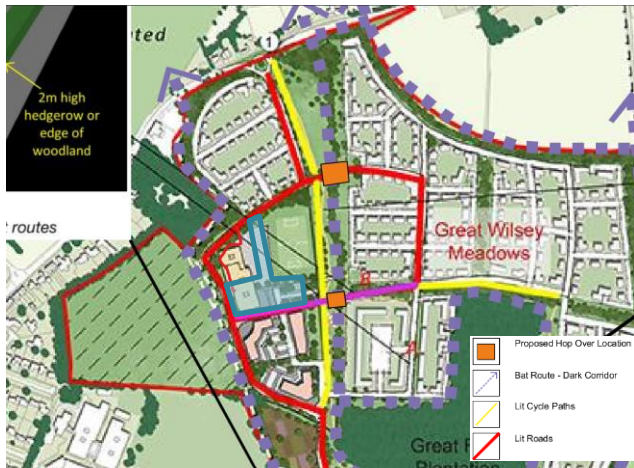 2m high
hedgerow or
edge of
woodland
t routes
1
Great Wilsey
Meadows
B
A
Great
Proposed Hop Over Location
Bat Route - Dark Corridor
Lit Cycle Paths
Lit Roads